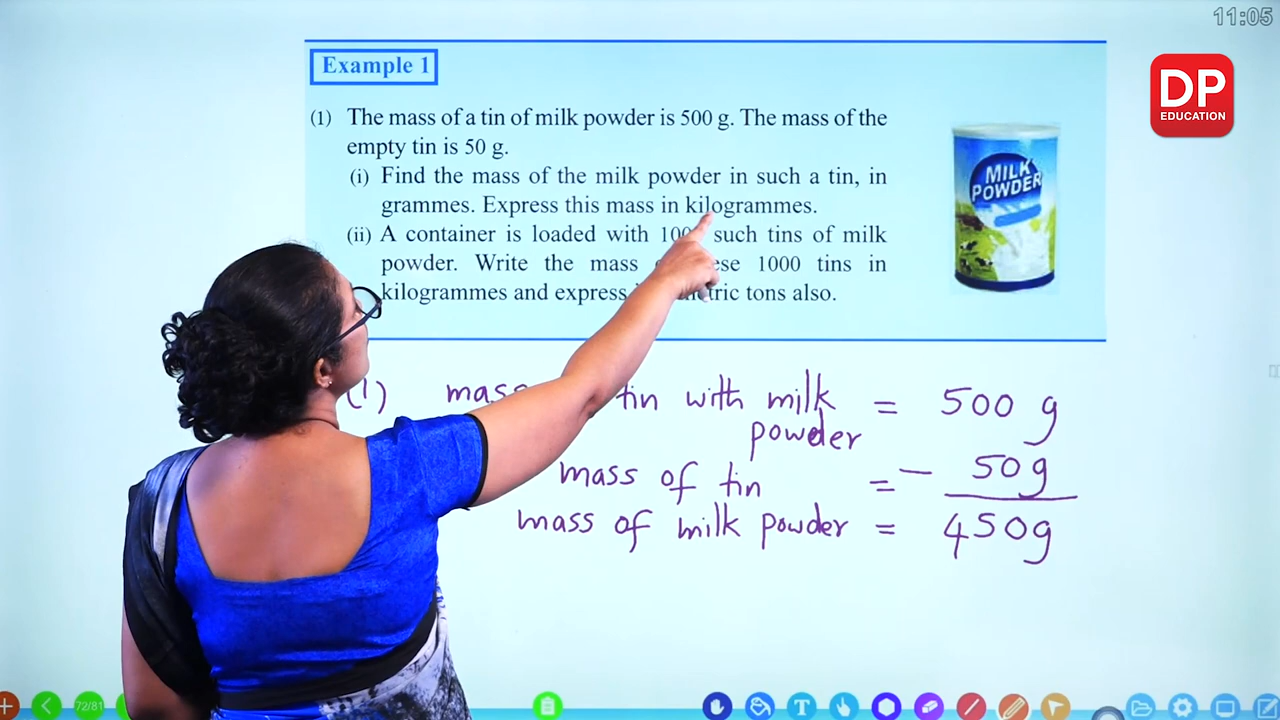 11:05
DP
EDUCATION
Example 1
(1) The mass of a tin of milk powder is 500 g. The mass of the
empty tin is 50 g.
(i) Find the mass of the milk powder in such a tin, in
grammes. Express this mass in kilogrammes.
(ii) A container is loaded with such tins of milk
powder. Write the mass 1000 tins in
kilogrammes and express tons also.
MILK
POWDER
(1) tin with milk = 500 g
powder
mass of tin = - 50g
mass of milk powder = 450g
72/81
T